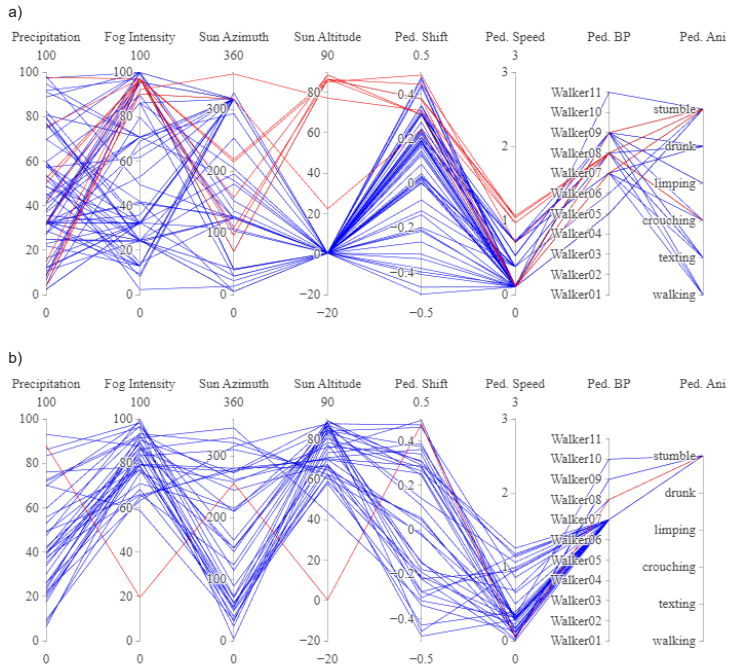 a)
Precipitation Fog Intensity Sun Azimuth Sun Altitude Ped. Shift Ped. Speed Ped. BP Ped. Ani
100 100 360 90 0.5 3
100 100 3
Walker11
80 80 300 80 0.4 stumble
Walker10
2
60 60 200 60 0.2 Walker09 drunk
Walker08
40 40 40 0.0 Walker07 limping
1 Walker06
100 20 −0.2 Walker05 crouching
20 20 Walker04
0 −0.4 Walker03 texting
Walker02
0 0 0 −20 −0.5 0 Walker01 walking
0 0 0 −20 −0.5 0
b)
Precipitation Fog Intensity Sun Azimuth Sun Altitude Ped. Shift Ped. Speed Ped. BP Ped. Ani
100 100 360 90 0.5 3
100 100 3
Walker11
80 80 300 80 0.4 Walker10 stumble
2
60 60 200 60 0.2 Walker09 drunk
Walker08
40 40 40 0 Walker07 limping
1 Walker06
100 20 −0.2 Walker05 crouching
20 20 Walker04
0 −0.4 Walker03 texting
Walker02
0 0 0 −20 −0.5 0 Walker01 walking
0 0 0 −20 −0.5 0